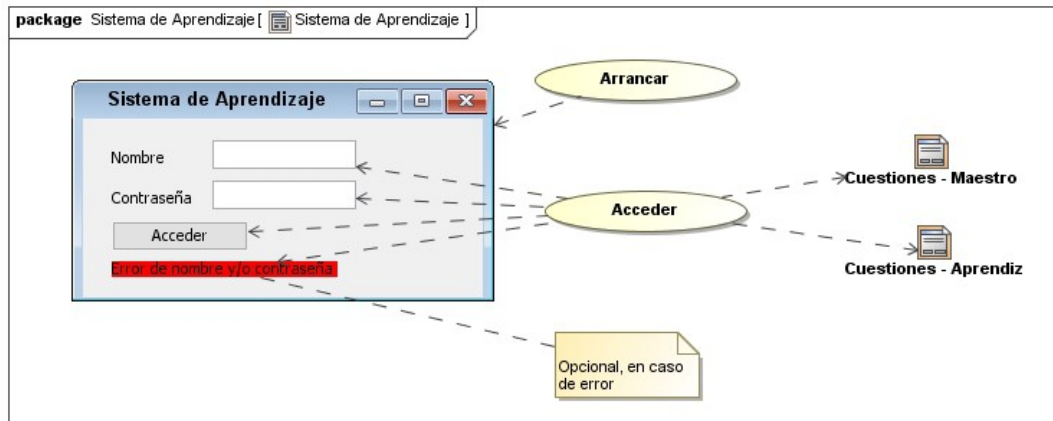 package Sistema de Aprendizaje [ Sistema de Aprendizaje ]
Sistema de Aprendizaje
Arrancar
Nombre
Contraseña
Acceder
Error de nombre y/o contraseña
Acceder
Cuestiones - Maestro
Cuestiones - Aprendiz
Opcional, en caso
de error